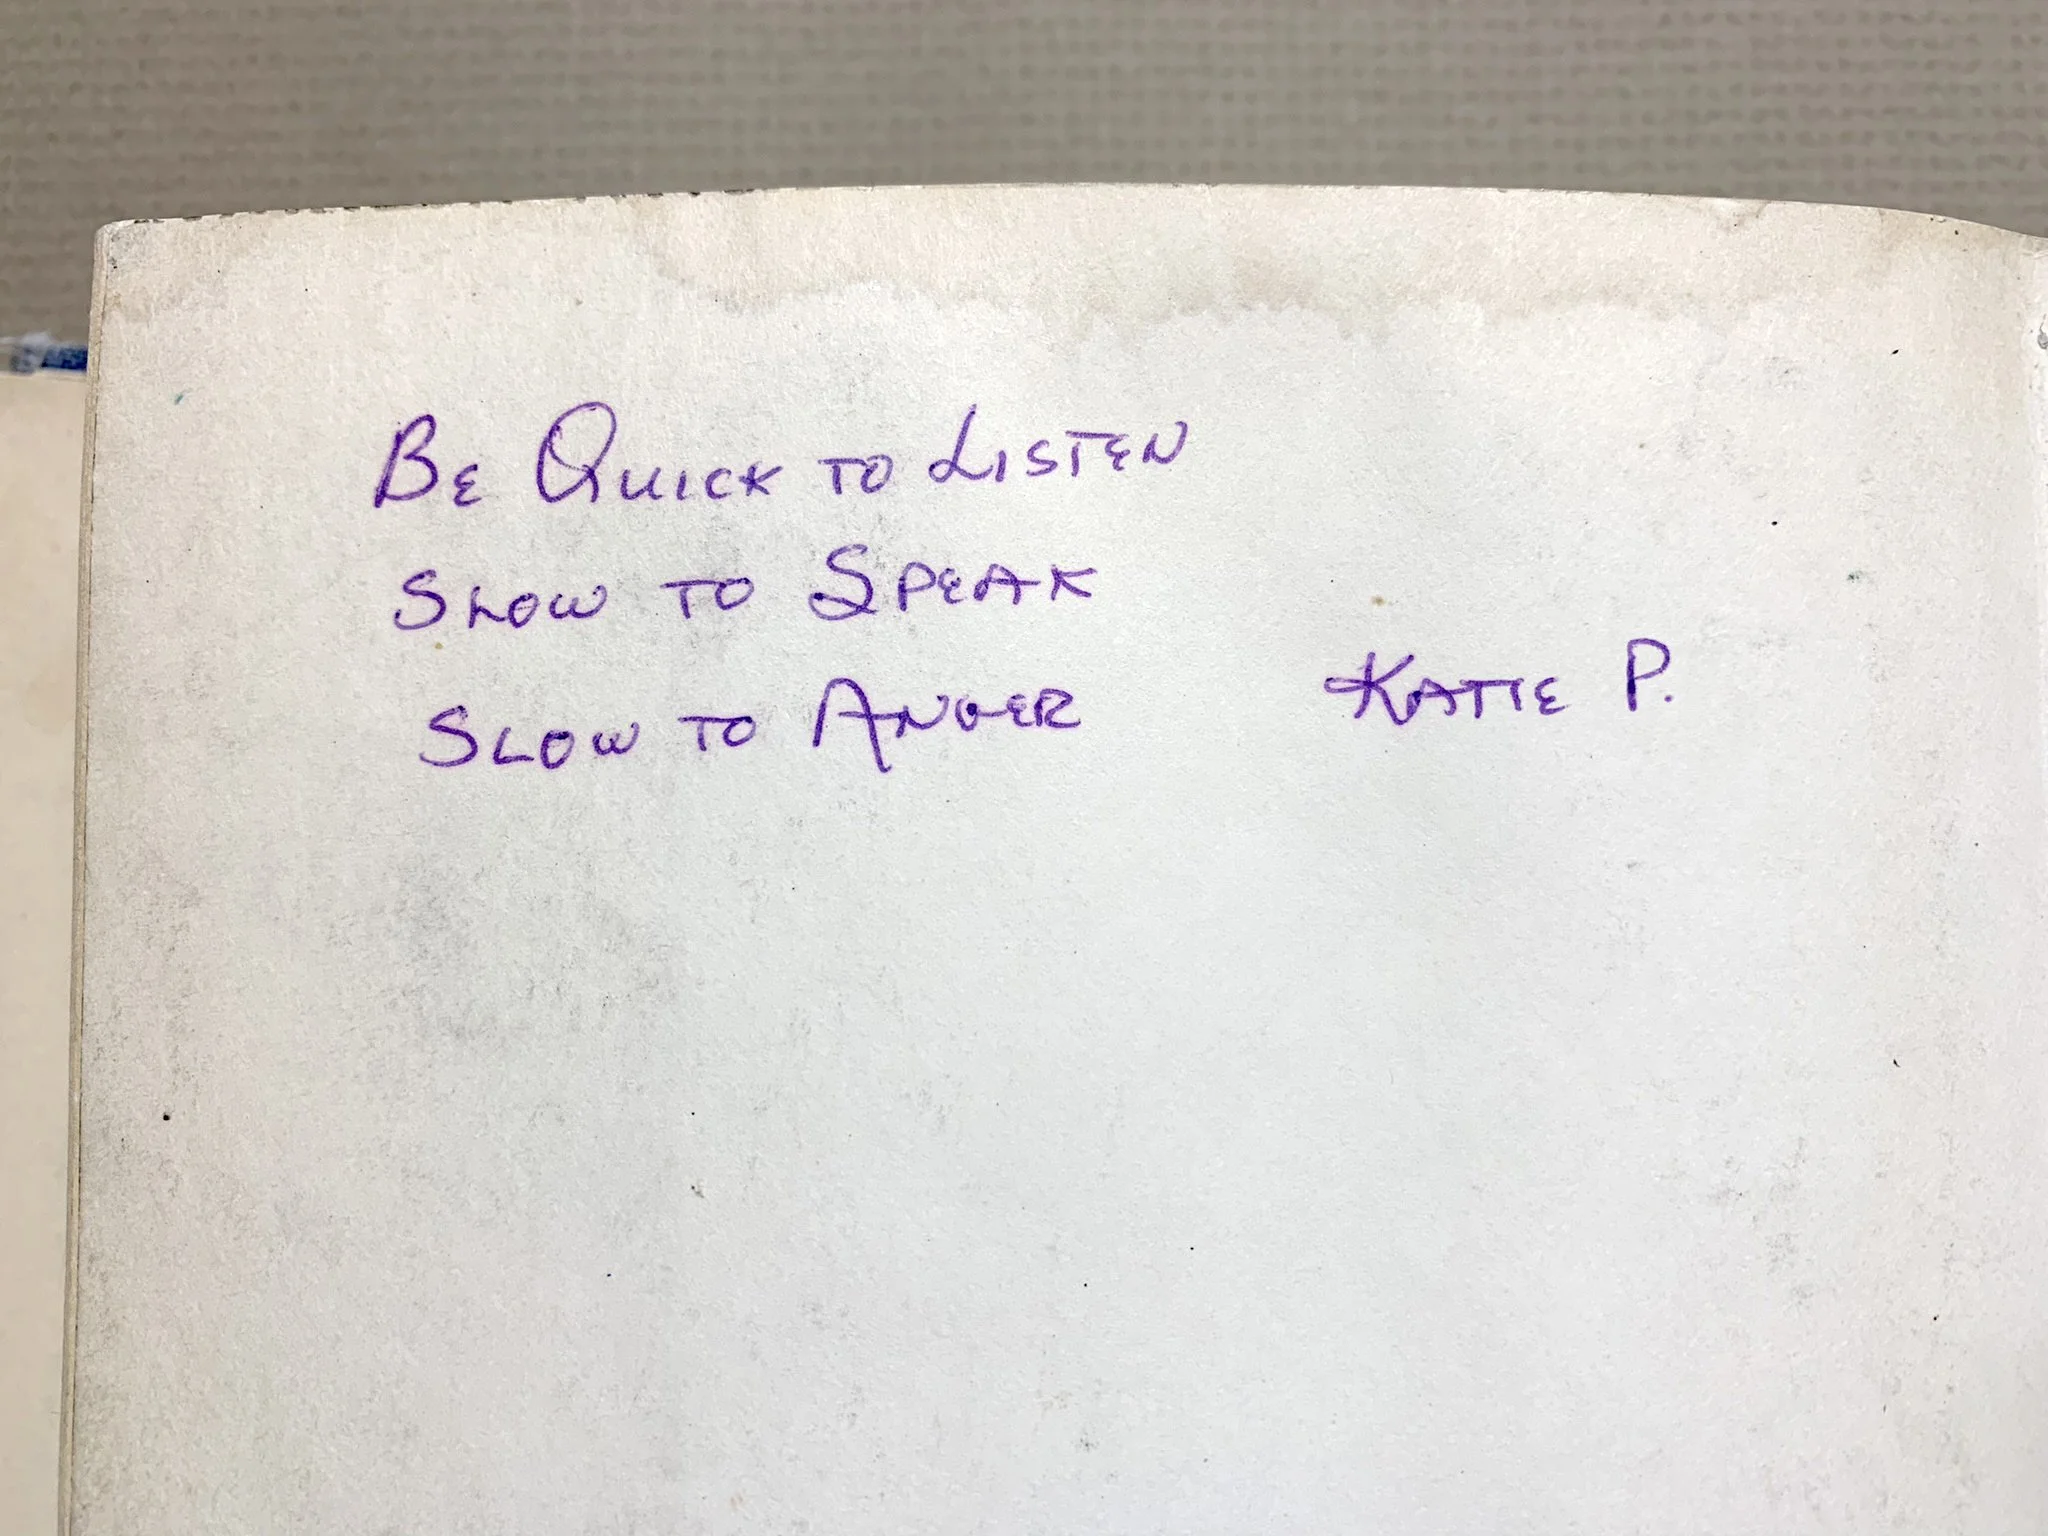 Be Quick to Listen
Slow to Speak
Slow to Anger
Katie P.